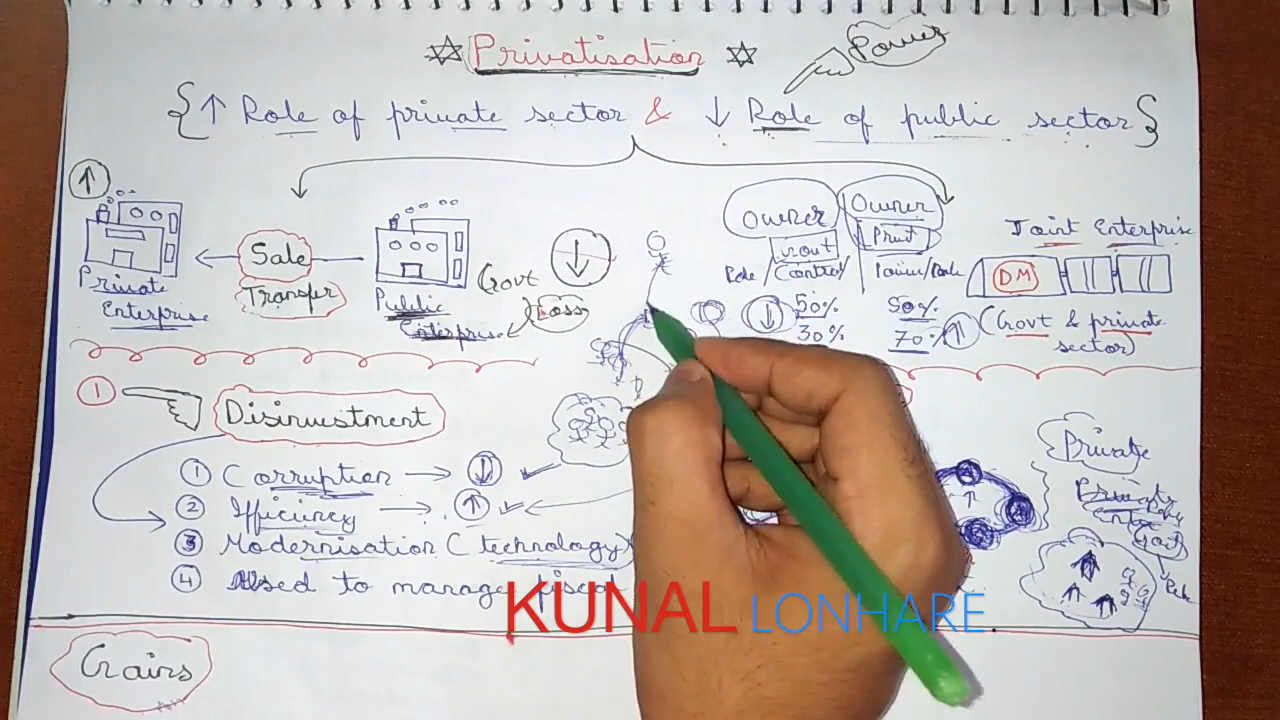 Privatisation
Power
{↑ Role of private sector & ↓ Role of public sector}
↑
Private
Enterprise
Sale
Transfer
Public
Enterprise
Govt
Loss
↓
Owner
Govt
Role/Control
↓ 50%
30%
Owner
Pvt
50%
70% ↑
Joint Enterprise
DM
(Govt & private
sector)
1
Disinvestment
1 Corruption → ↓
2 Efficiency → ↑
3 Modernisation (technology)
4 Used to manage fiscal
Private
KUNAL LONHARE
Gains